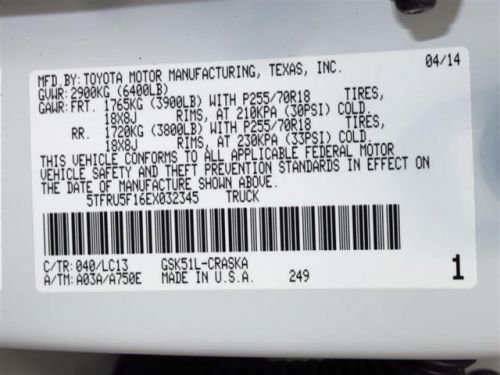 MFD.BY:TOYOTA MOTOR MANUFACTURING, TEXAS, INC. 04/14
GVWR:2900KG (6400LB)
GAWR:FRT. 1765KG (3900LB) WITH P255/70R18 TIRES,
18X8J RIMS, AT 210KPA (30PSI) COLD
RR. 1720KG (3800LB) WITH P255/70R18 TIRES,
18X8J RIMS, AT 230KPA (33PSI) COLD.
THIS VEHICLE CONFORMS TO ALL APPLICABLE FEDERAL MOTOR
VEHICLE SAFETY AND THEFT PREVENTION STANDARDS IN EFFECT ON
THE DATE OF MANUFACTURE SHOWN ABOVE.
5TFRU5F16EX032345 TRUCK
C/TR: 040/LC13 GSK51L-CRASKA
A/TM: A03A/A750E MADE IN U.S.A. 249 1